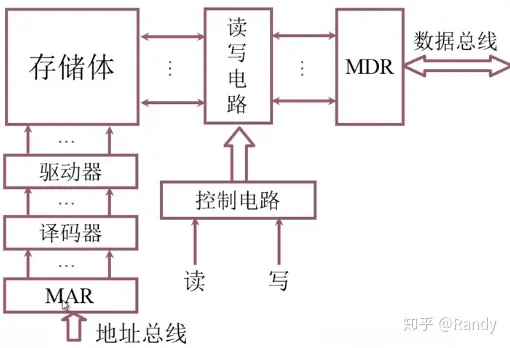 存储体
读写电路
MDR
数据总线
…
…
…
驱动器
…
译码器
…
MAR
地址总线
控制电路
读
写
知乎 @Randy